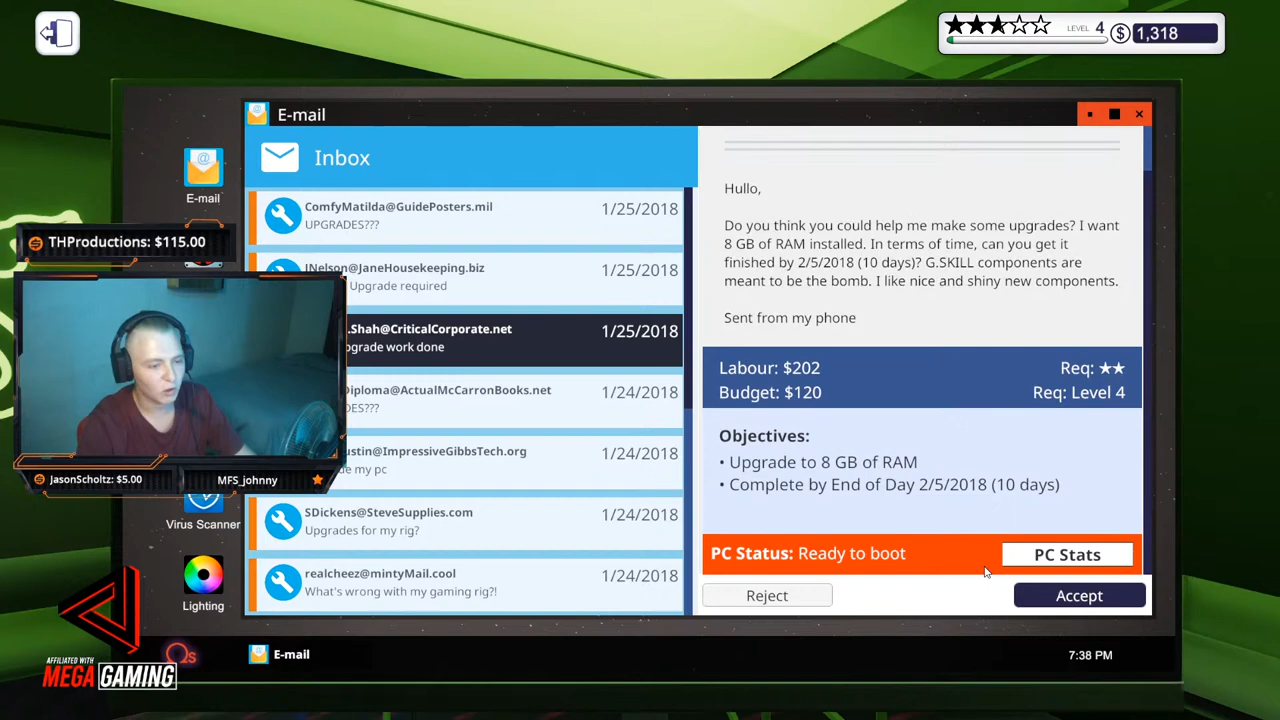 LEVEL 4
$ 1,318
E-mail
Inbox
E-mail
ComfyMatilda@GuidePosters.mil
1/25/2018
UPGRADES???
JNelson@JaneHousekeeping.biz
1/25/2018
Upgrade required
.Shah@CriticalCorporate.net
1/25/2018
pgrade work done
Diploma@ActualMcCarronBooks.net
1/24/2018
DES???
ustin@ImpressiveGibbsTech.org
1/24/2018
de my pc
SDickens@SteveSupplies.com
1/24/2018
Upgrades for my rig?
realcheez@mintyMail.cool
1/24/2018
What's wrong with my gaming rig?!
Hullo,
Do you think you could help me make some upgrades? I want
8 GB of RAM installed. In terms of time, can you get it
finished by 2/5/2018 (10 days)? G.SKILL components are
meant to be the bomb. I like nice and shiny new components.
Sent from my phone
Labour: $202
Req: ★★
Budget: $120
Req: Level 4
Objectives:
• Upgrade to 8 GB of RAM
• Complete by End of Day 2/5/2018 (10 days)
PC Status: Ready to boot
PC Stats
Reject
Accept
THProductions: $115.00
JasonScholtz: $5.00
MFS_johnny
Virus Scanner
Lighting
AFFILIATED WITH
MEGA GAMING
OS
E-mail
7:38 PM